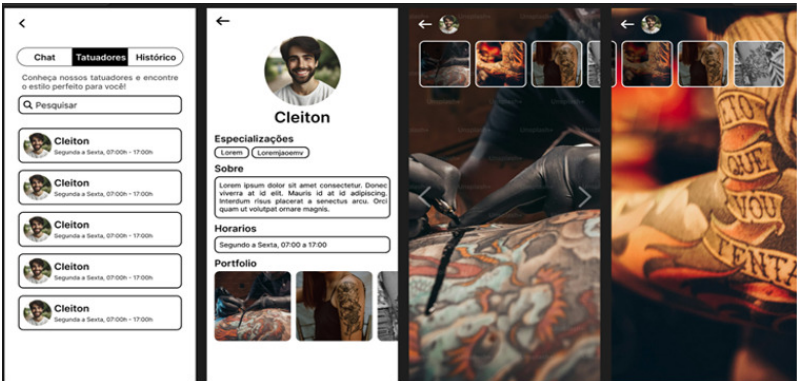 Chat Tatuadores Histórico
Conheça nossos tatuadores e encontre
o estilo perfeito para você!
Pesquisar
Cleiton
Segunda a Sexta, 07:00h - 17:00h
Cleiton
Segunda a Sexta, 07:00h - 17:00h
Cleiton
Segunda a Sexta, 07:00h - 17:00h
Cleiton
Segunda a Sexta, 07:00h - 17:00h
Cleiton
Segunda a Sexta, 07:00h - 17:00h
Cleiton
Especializações
Lorem Loremjaoemv
Sobre
Lorem ipsum dolor sit amet consectetur. Donec
viverra at id elit. Mauris id at id adipiscing.
Interdum risus placerat a senectus arcu. Orci
quam ut volutpat ornare magnis.
Horarios
Segundo a Sexta, 07:00 a 17:00
Portfolio
QUE
VOU
TENTA